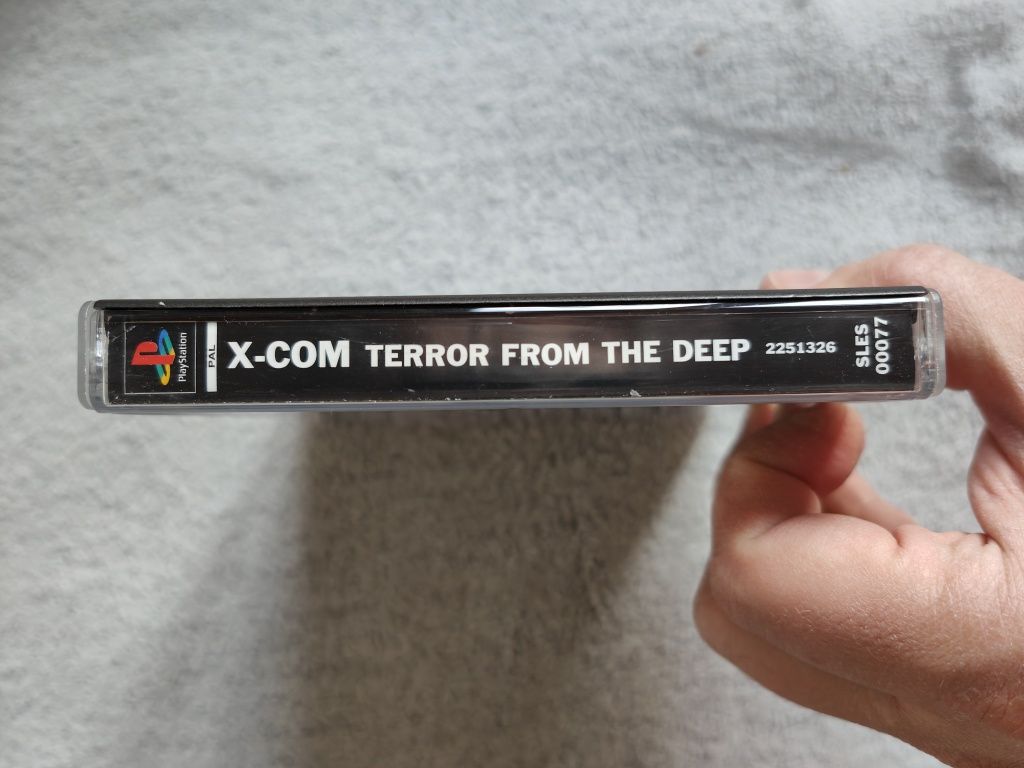 PlayStation
PAL
X-COM TERROR FROM THE DEEP 2251326
SLES
00077